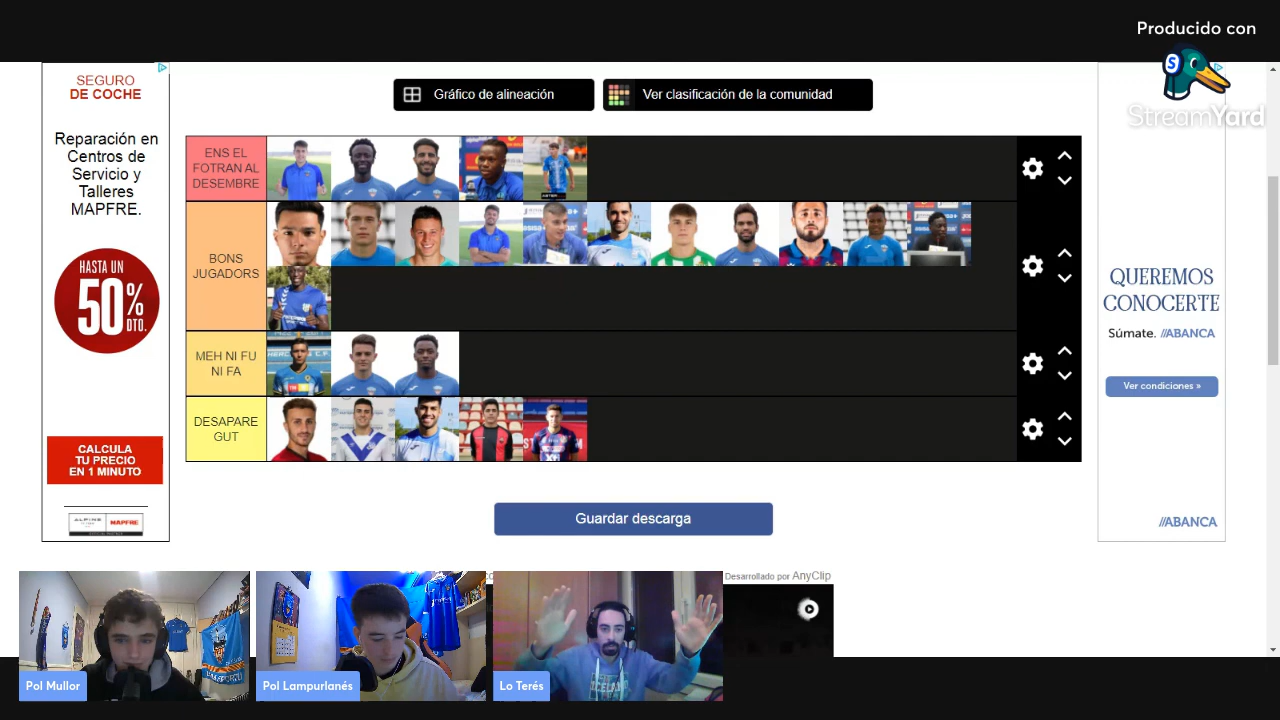 Producido con
StreamYard
SEGURO
DE COCHE
Reparación en
Centros de
Servicio y
Talleres
MAPFRE.
HASTA UN
50%
DTO.
CALCULA
TU PRECIO
EN 1 MINUTO
MAPFRE
Gráfico de alineación
Ver clasificación de la comunidad
ENS EL
FOTRAN AL
DESEMBRE
BONS
JUGADORS
MEH NI FU
NI FA
DESAPARE
GUT
Guardar descarga
QUEREMOS
CONOCERTE
Súmate. //ABANCA
Ver condiciones »
//ABANCA
Desarrollado por AnyClip
Pol Mullor
Pol Lampurlanés
Lo Terés